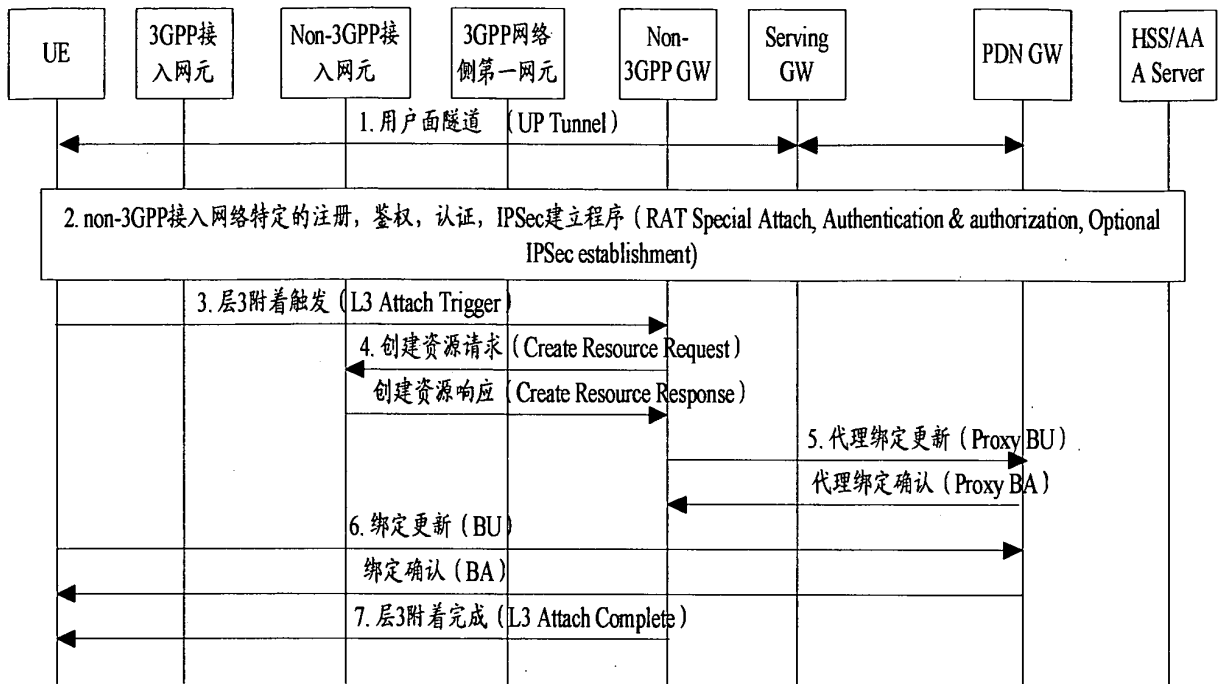 UE
3GPP接
入网元
Non-3GPP接
入网元
3GPP网络
侧第一网元
Non-
3GPP GW
Serving
GW
PDN GW
HSS/AA
A Server
1. 用户面隧道 （UP Tunnel）
2. non-3GPP接入网络特定的注册，鉴权，认证，IPSec建立程序（RAT Special Attach, Authentication & authorization, Optional
IPSec establishment)
3. 层3附着触发（L3 Attach Trigger）
4. 创建资源请求（Create Resource Request）
创建资源响应（Create Resource Response）
5. 代理绑定更新（Proxy BU）
代理绑定确认（Proxy BA）
6. 绑定更新（BU）
绑定确认（BA）
7. 层3附着完成（L3 Attach Complete）